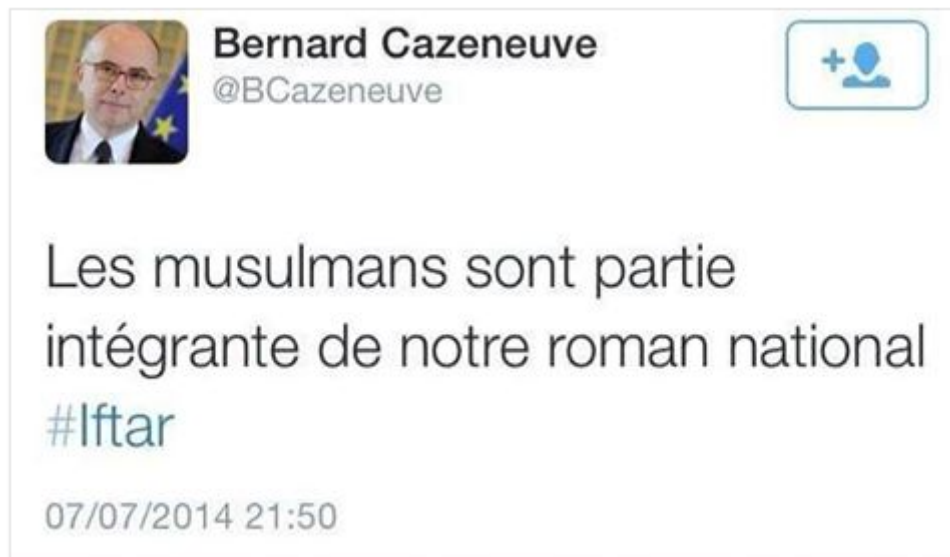 Bernard Cazeneuve
@BCazeneuve
Les musulmans sont partie
intégrante de notre roman national
#Iftar
07/07/2014 21:50